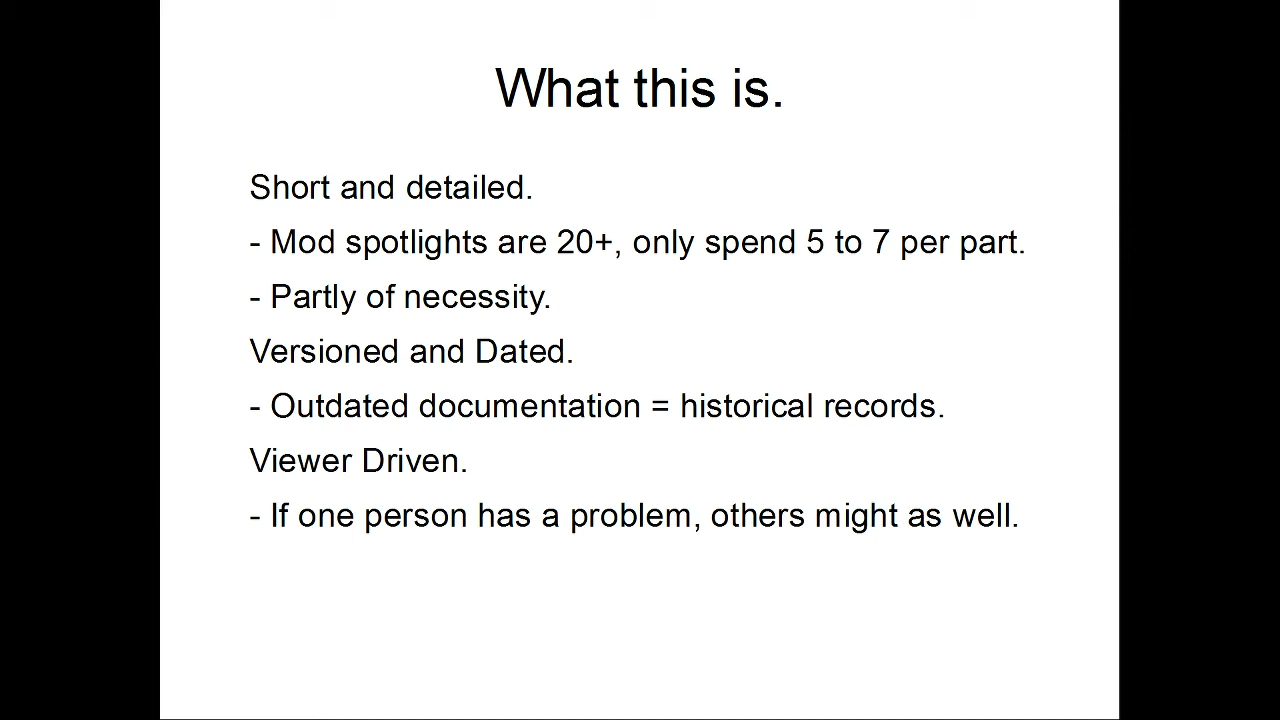 What this is.
Short and detailed.
- Mod spotlights are 20+, only spend 5 to 7 per part.
- Partly of necessity.
Versioned and Dated.
- Outdated documentation = historical records.
Viewer Driven.
- If one person has a problem, others might as well.